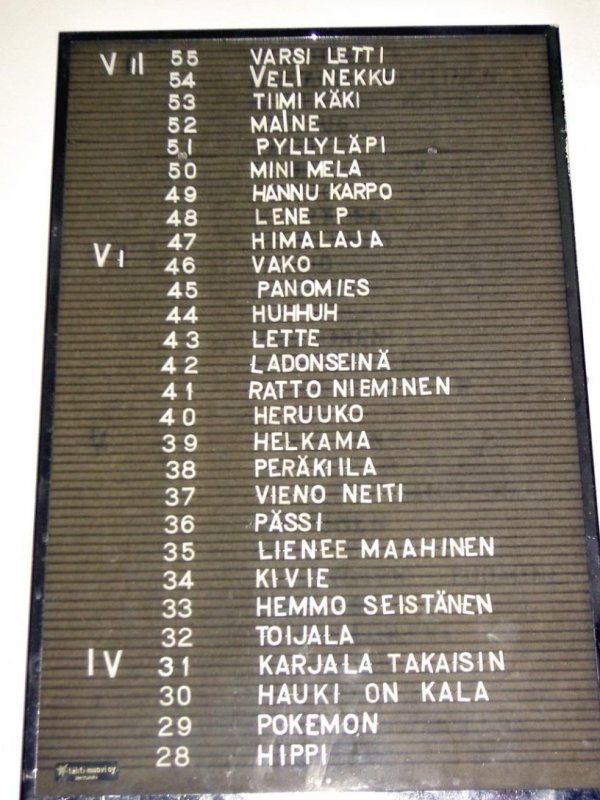 VII 55 VARSI LETTI
54 VELI NEKKU
53 TIIMI KÄKI
52 MAINE
51 PYLLYLÄPI
50 MINI MELA
49 HANNU KARPO
48 LENE P
47 HIMALAJA
VI 46 VAKO
45 PANOMIES
44 HUHHUH
43 LETTE
42 LADONSEINÄ
41 RATTO NIEMINEN
40 HERUUKO
39 HELKAMA
38 PERÄKIILA
37 VIENO NEITI
36 PÄSSI
35 LIENEE MAAHINEN
34 KIVIE
33 HEMMO SEISTÄNEN
32 TOIJALA
IV 31 KARJALA TAKAISIN
30 HAUKI ON KALA
29 POKEMON
28 HIPPI
tähti-muovi oy